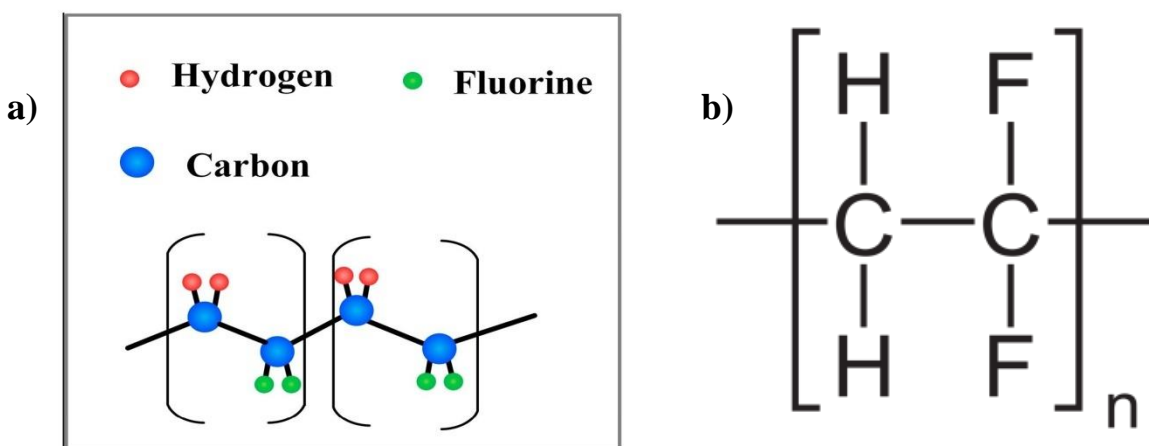 a)
Hydrogen
Fluorine
Carbon
b)
H F
C C
H F
n